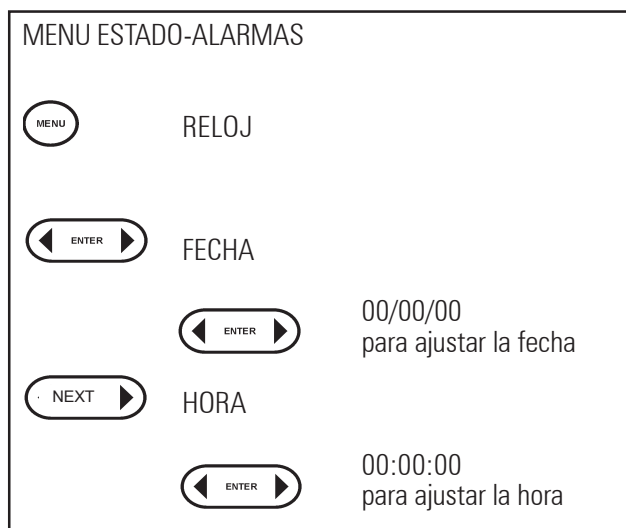 MENU ESTADO-ALARMAS
MENU RELOJ
ENTER FECHA
ENTER 00/00/00
para ajustar la fecha
NEXT HORA
ENTER 00:00:00
para ajustar la hora